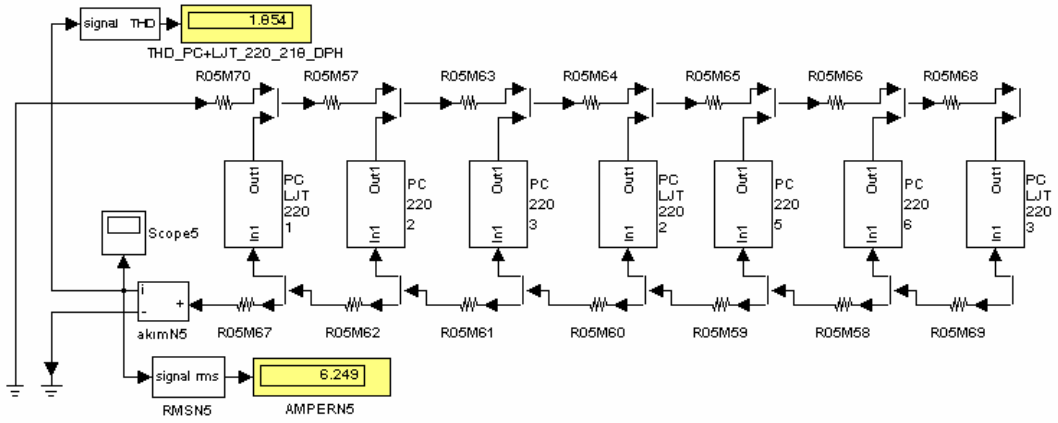 signal THD
1.854
THD_PC+LJT_220_218_DPH
R05M70 R05M57 R05M63 R05M64 R05M65 R05M66 R05M68
Out1 Out1 Out1 Out1 Out1 Out1 Out1
In1 In1 In1 In1 In1 In1 In1
PC
LJT
220
1
PC
220
2
PC
220
3
PC
LJT
220
2
PC
220
5
PC
220
6
PC
LJT
220
3
Scope5
i
+
-
akımN5
R05M67 R05M62 R05M61 R05M60 R05M59 R05M58 R05M69
signal rms
6.249
RMSN5
AMPERN5